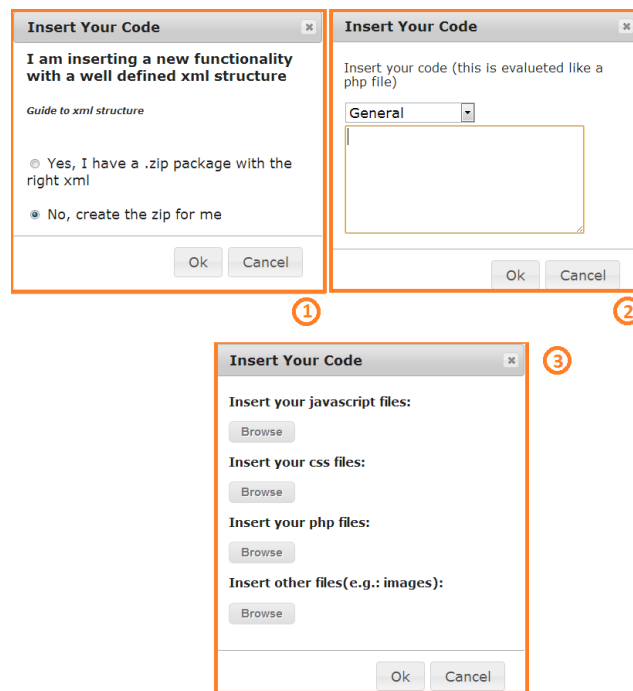 Insert Your Code
I am inserting a new functionality
with a well defined xml structure
Guide to xml structure
Yes, I have a .zip package with the
right xml
No, create the zip for me
Ok Cancel
1
Insert Your Code
Insert your code (this is evalueted like a
php file)
General
Ok Cancel
2
Insert Your Code
3
Insert your javascript files:
Browse
Insert your css files:
Browse
Insert your php files:
Browse
Insert other files(e.g.: images):
Browse
Ok Cancel